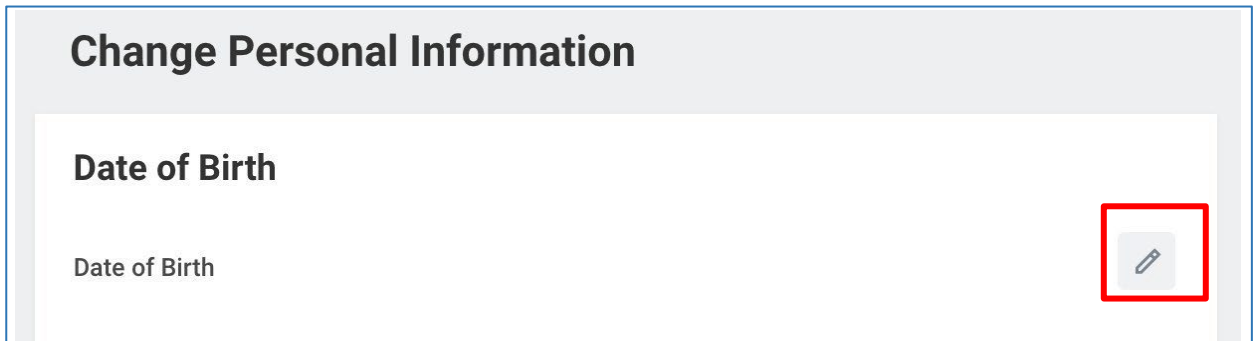 Change Personal Information
Date of Birth
Date of Birth